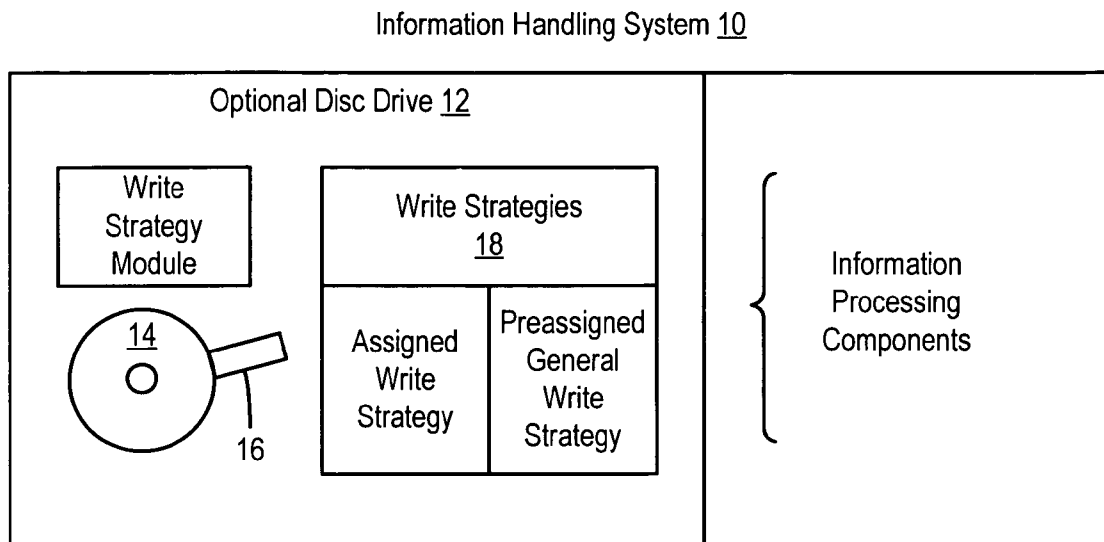 Information Handling System 10
Optional Disc Drive 12
Write
Strategy
Module
14
16
Write Strategies
18
Assigned
Write
Strategy
Preassigned
General
Write
Strategy
Information
Processing
Components